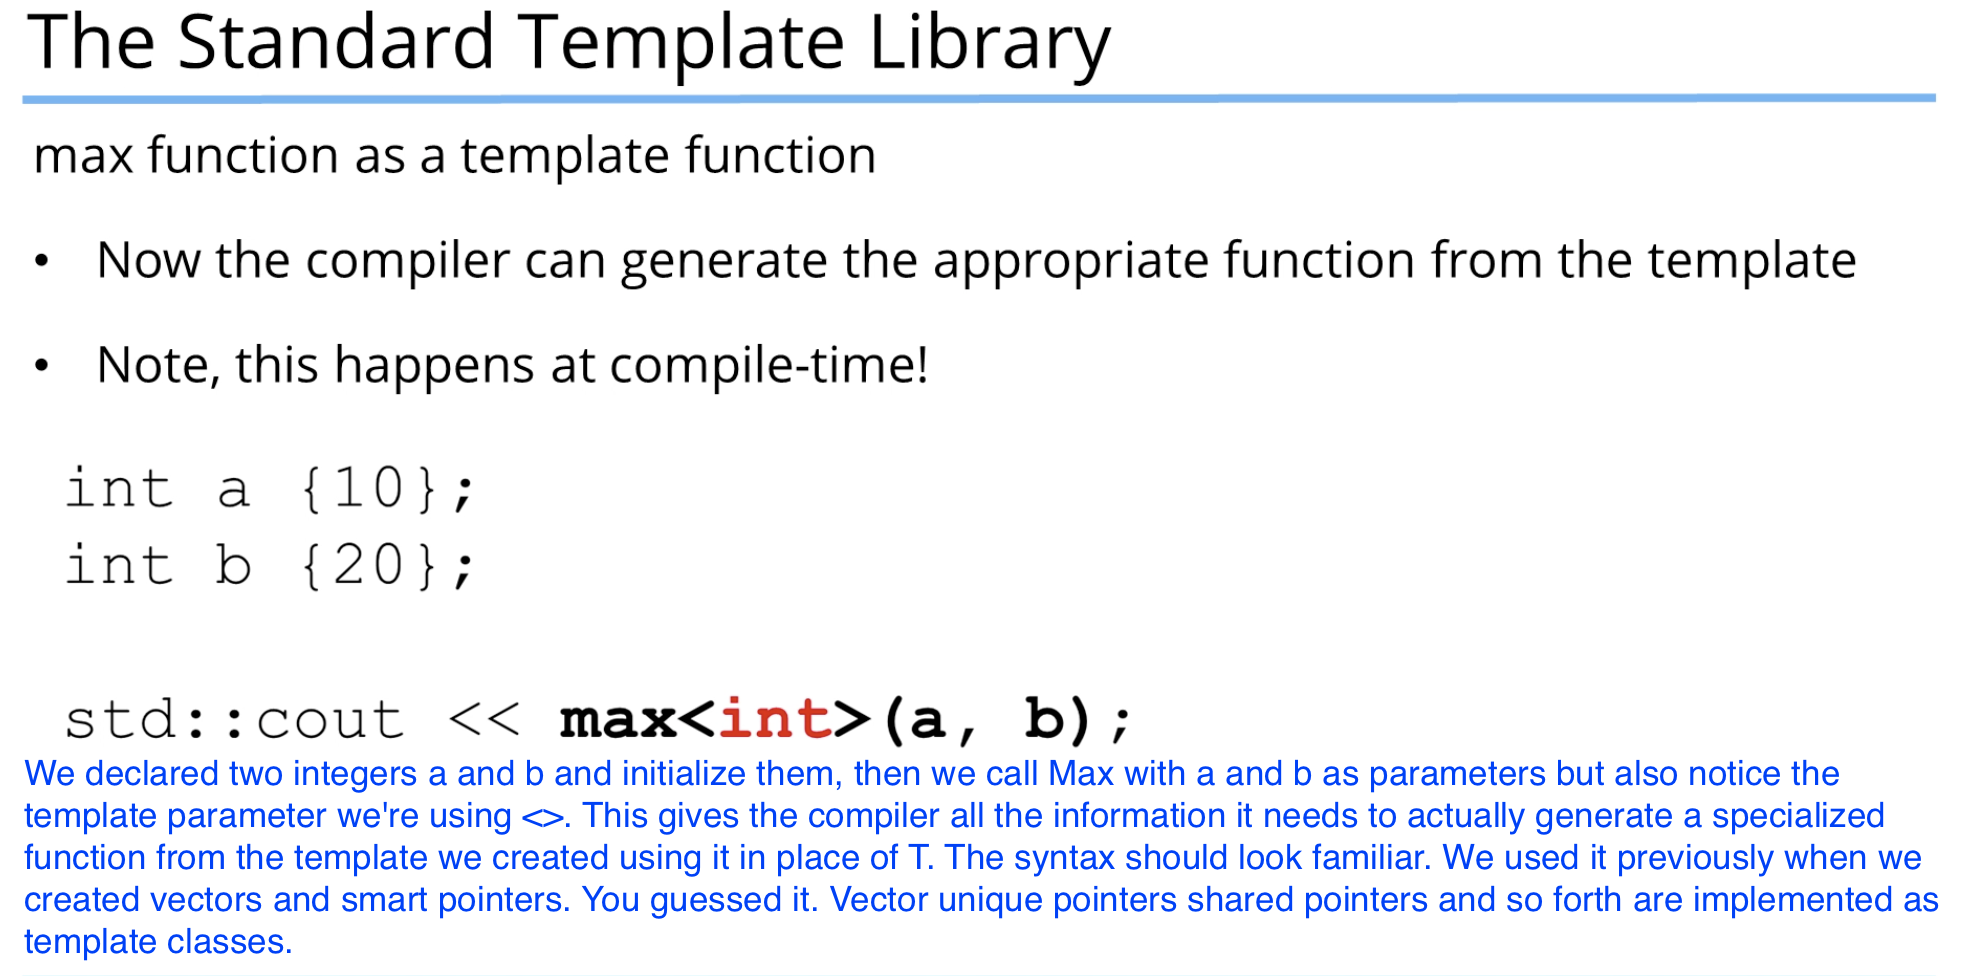 The Standard Template Library
max function as a template function
• Now the compiler can generate the appropriate function from the template
• Note, this happens at compile-time!
int a {10};
int b {20};
std::cout << max<int>(a, b);
We declared two integers a and b and initialize them, then we call Max with a and b as parameters but also notice the
template parameter we're using <>. This gives the compiler all the information it needs to actually generate a specialized
function from the template we created using it in place of T. The syntax should look familiar. We used it previously when we
created vectors and smart pointers. You guessed it. Vector unique pointers shared pointers and so forth are implemented as
template classes.